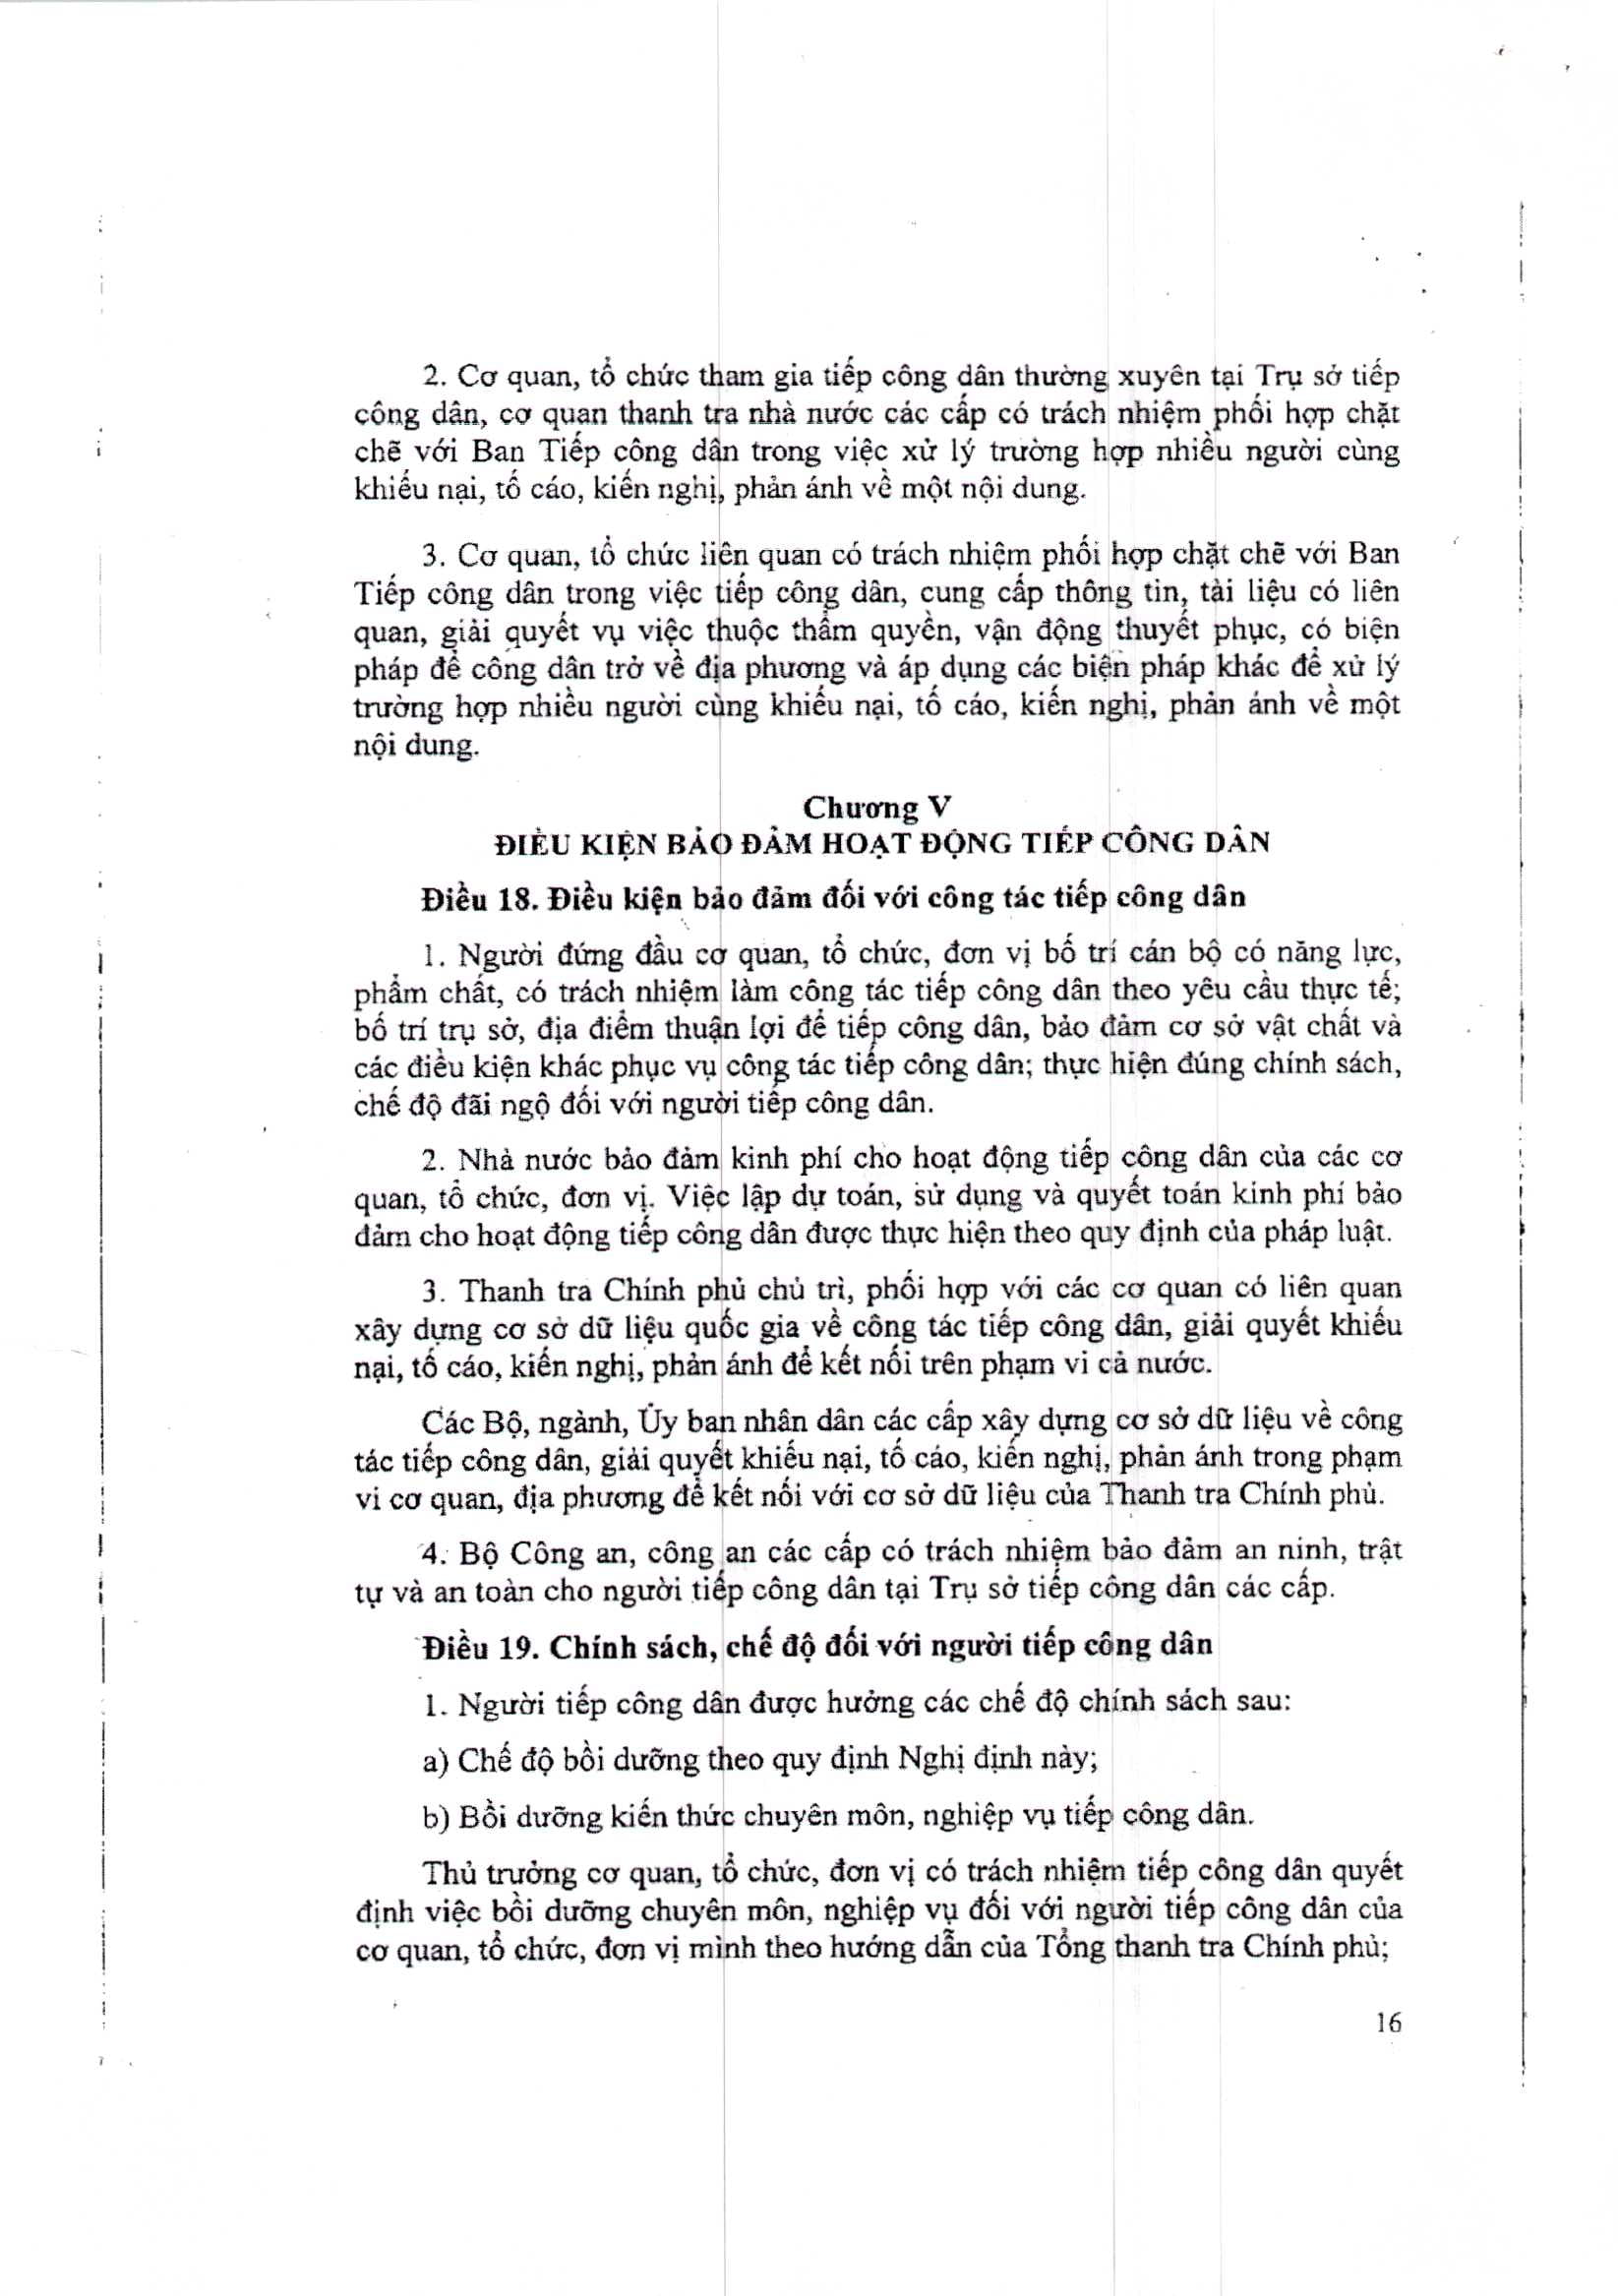 2. Cơ quan, tổ chức tham gia tiếp công dân thường xuyên tại Trụ sở tiếp
công dân, cơ quan thanh tra nhà nước các cấp có trách nhiệm phối hợp chặt
chẽ với Ban Tiếp công dân trong việc xử lý trường hợp nhiều người cùng
khiếu nại, tố cáo, kiến nghị, phản ánh về một nội dung.
3. Cơ quan, tổ chức liên quan có trách nhiệm phối hợp chặt chẽ với Ban
Tiếp công dân trong việc tiếp công dân, cung cấp thông tin, tài liệu có liên
quan, giải quyết vụ việc thuộc thẩm quyền, vận động thuyết phục, có biện
pháp để công dân trở về địa phương và áp dụng các biện pháp khác để xử lý
trường hợp nhiều người cùng khiếu nại, tố cáo, kiến nghị, phản ánh về một
nội dung.
Chương V
ĐIỀU KIỆN BẢO ĐẢM HOẠT ĐỘNG TIẾP CÔNG DÂN
Điều 18. Điều kiện bảo đảm đối với công tác tiếp công dân
1. Người đứng đầu cơ quan, tổ chức, đơn vị bố trí cán bộ có năng lực,
phẩm chất, có trách nhiệm làm công tác tiếp công dân theo yêu cầu thực tế;
bố trí trụ sở, địa điểm thuận lợi để tiếp công dân, bảo đảm cơ sở vật chất và
các điều kiện khác phục vụ công tác tiếp công dân; thực hiện đúng chính sách,
chế độ đãi ngộ đối với người tiếp công dân.
2. Nhà nước bảo đảm kinh phí cho hoạt động tiếp công dân của các cơ
quan, tổ chức, đơn vị. Việc lập dự toán, sử dụng và quyết toán kinh phí bảo
đảm cho hoạt động tiếp công dân được thực hiện theo quy định của pháp luật.
3. Thanh tra Chính phủ chủ trì, phối hợp với các cơ quan có liên quan
xây dựng cơ sở dữ liệu quốc gia về công tác tiếp công dân, giải quyết khiếu
nại, tố cáo, kiến nghị, phản ánh để kết nối trên phạm vi cả nước.
Các Bộ, ngành, Ủy ban nhân dân các cấp xây dựng cơ sở dữ liệu về công
tác tiếp công dân, giải quyết khiếu nại, tố cáo, kiến nghị, phản ánh trong phạm
vi cơ quan, địa phương để kết nối với cơ sở dữ liệu của Thanh tra Chính phủ.
4. Bộ Công an, công an các cấp có trách nhiệm bảo đảm an ninh, trật
tự và an toàn cho người tiếp công dân tại Trụ sở tiếp công dân các cấp.
Điều 19. Chính sách, chế độ đối với người tiếp công dân
1. Người tiếp công dân được hưởng các chế độ chính sách sau:
a) Chế độ bồi dưỡng theo quy định Nghị định này;
b) Bồi dưỡng kiến thức chuyên môn, nghiệp vụ tiếp công dân.
Thủ trưởng cơ quan, tổ chức, đơn vị có trách nhiệm tiếp công dân quyết
định việc bồi dưỡng chuyên môn, nghiệp vụ đối với người tiếp công dân của
cơ quan, tổ chức, đơn vị mình theo hướng dẫn của Tổng thanh tra Chính phủ;
16